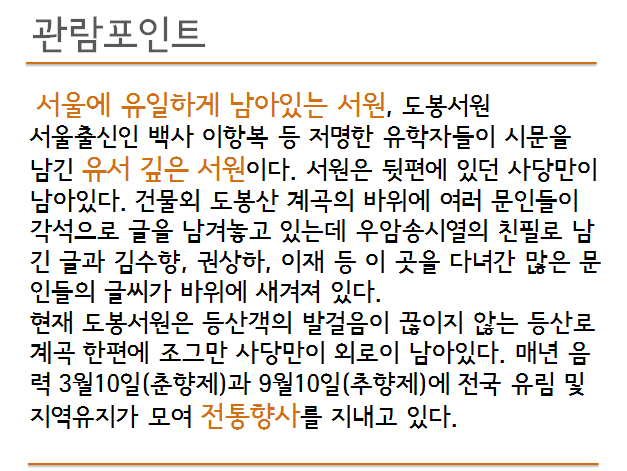 관람포인트
서울에 유일하게 남아있는 서원, 도봉서원
서울출신인 백사 이항복 등 저명한 유학자들이 시문을
남긴 유서 깊은 서원이다. 서원은 뒷편에 있던 사당만이
남아있다. 건물외 도봉산 계곡의 바위에 여러 문인들이
각석으로 글을 남겨놓고 있는데 우암송시열의 친필로 남
긴 글과 김수향, 권상하, 이재 등 이 곳을 다녀간 많은 문
인들의 글씨가 바위에 새겨져 있다.
현재 도봉서원은 등산객의 발걸음이 끊이지 않는 등산로
계곡 한편에 조그만 사당만이 외로이 남아있다. 매년 음
력 3월10일(춘향제)과 9월10일(추향제)에 전국 유림 및
지역유지가 모여 전통향사를 지내고 있다.